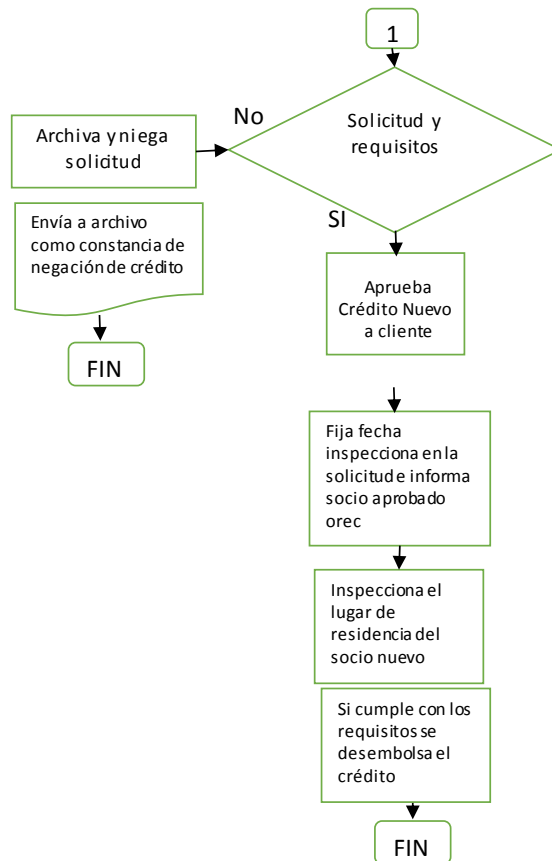 1
No
Solicitud y
requisitos
Archiva y niega
solicitud
SI
Envía a archivo
como constancia de
negación de crédito
FIN
Aprueba
Crédito Nuevo
a cliente
Fija fecha
inspecciona en la
solicitud e informa
socio aprobado
orec
Inspecciona el
lugar de
residencia del
socio nuevo
Si cumple con los
requisitos se
desembolsa el
crédito
FIN